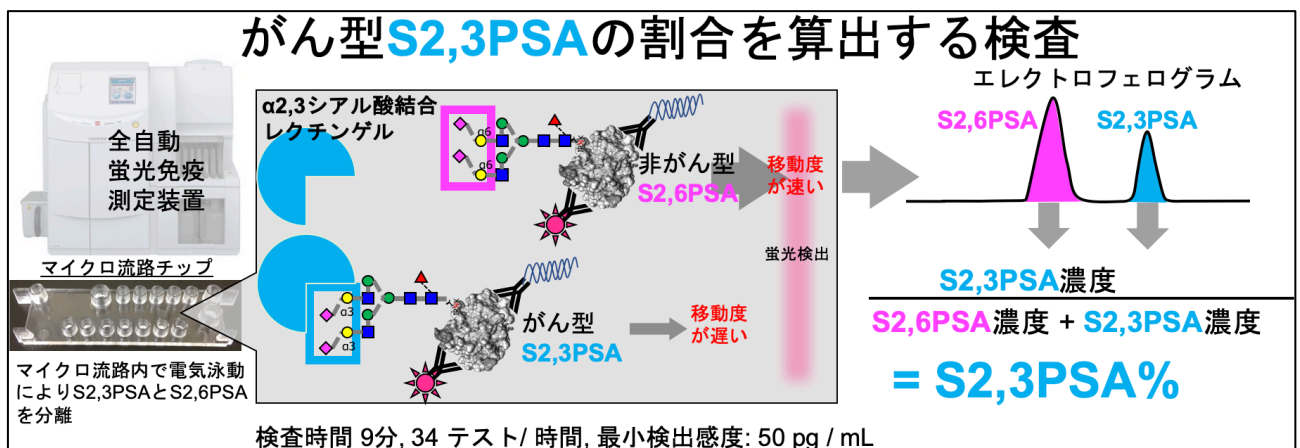 がん型S2,3PSAの割合を算出する検査
全自動
蛍光免疫
測定装置
マイクロ流路チップ
マイクロ流路内で電気泳動
によりS2,3PSAとS2,6PSA
を分離
α2,3シアル酸結合
レクチンゲル
α6
α6
非がん型
S2,6PSA
移動度
が速い
蛍光検出
α3
α3
がん型
S2,3PSA
移動度
が遅い
検査時間 9分, 34 テスト/ 時間, 最小検出感度: 50 pg / mL
エレクトロフェログラム
S2,6PSA
S2,3PSA
S2,3PSA濃度
S2,6PSA濃度 + S2,3PSA濃度
= S2,3PSA%